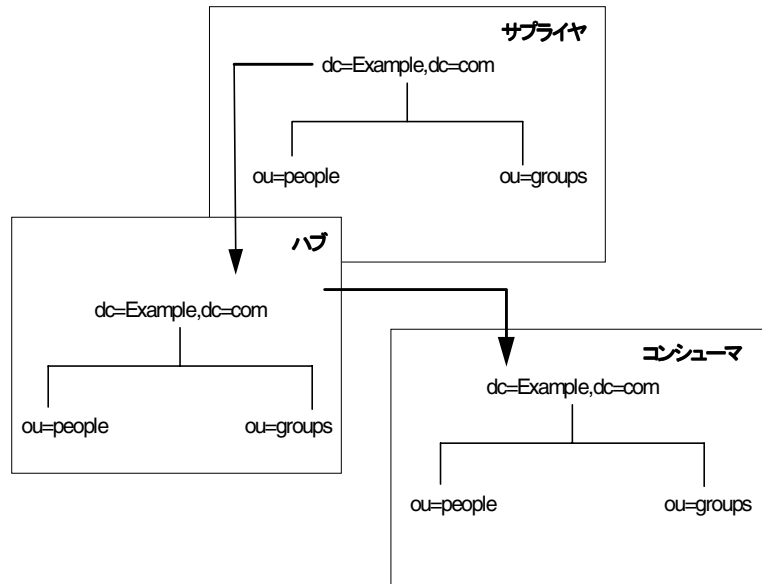 サプライヤ
dc=Example,dc=com
ou=people
ou=groups
ハブ
dc=Example,dc=com
ou=people
ou=groups
コンシューマ
dc=Example,dc=com
ou=people
ou=groups